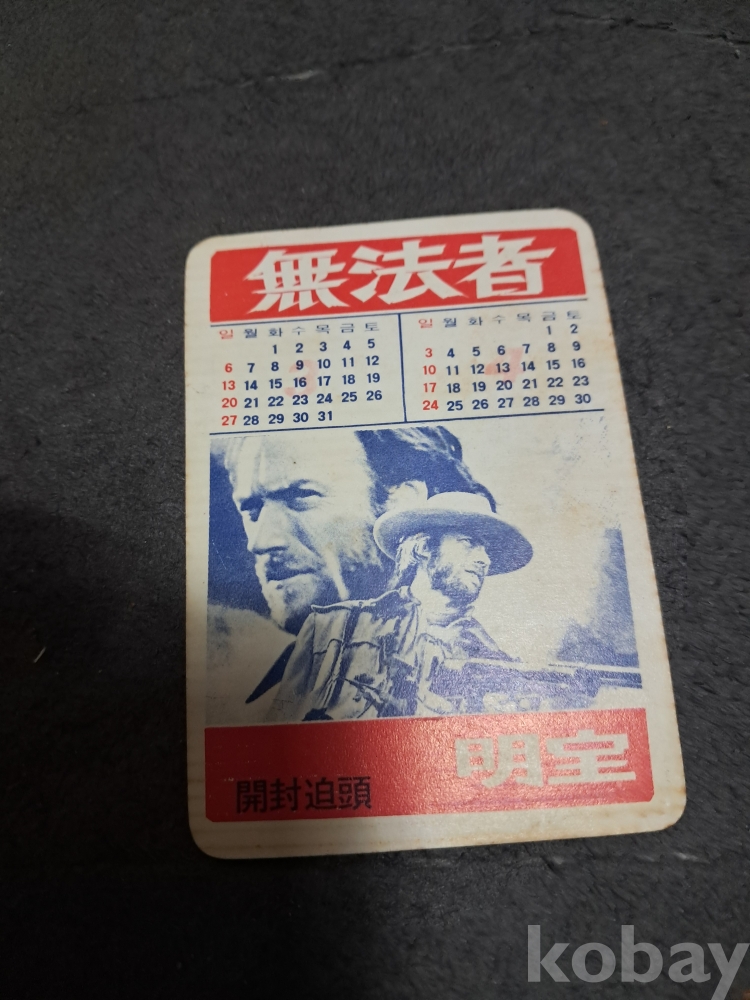 無法者
일 월 화 수 목 금 토
1 2 3 4 5
6 7 8 9 10 11 12
13 14 15 16 17 18 19
20 21 22 23 24 25 26
27 28 29 30 31
3
일 월 화 수 목 금 토
1 2
3 4 5 6 7 8 9
10 11 12 13 14 15 16
17 18 19 20 21 22 23
24 25 26 27 28 29 30
開封迫頭
明宝
kobay